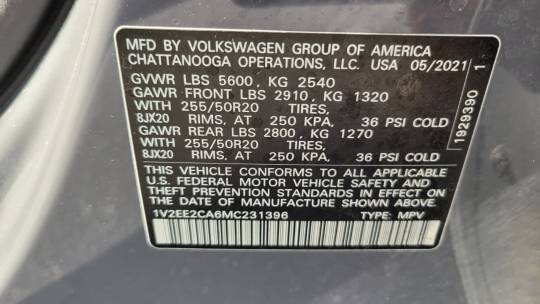 MFD BY VOLKSWAGEN GROUP OF AMERICA
CHATTANOOGA OPERATIONS, LLC. USA 05/2021
GVWR LBS 5600, KG 2540
GAWR FRONT LBS 2910, KG 1320
WITH 255/50R20 TIRES,
8JX20 RIMS, AT 250 KPA, 36 PSI COLD
GAWR REAR LBS 2800, KG 1270
WITH 255/50R20 TIRES,
8JX20 RIMS, AT 250 KPA, 36 PSI COLD
THIS VEHICLE CONFORMS TO ALL APPLICABLE
U.S. FEDERAL MOTOR VEHICLE SAFETY AND
THEFT PREVENTION STANDARDS IN EFFECT ON
THE DATE OF MANUFACTURE SHOWN ABOVE.
1V2EE2CA6MC231396 TYPE: MPV
1929390 1